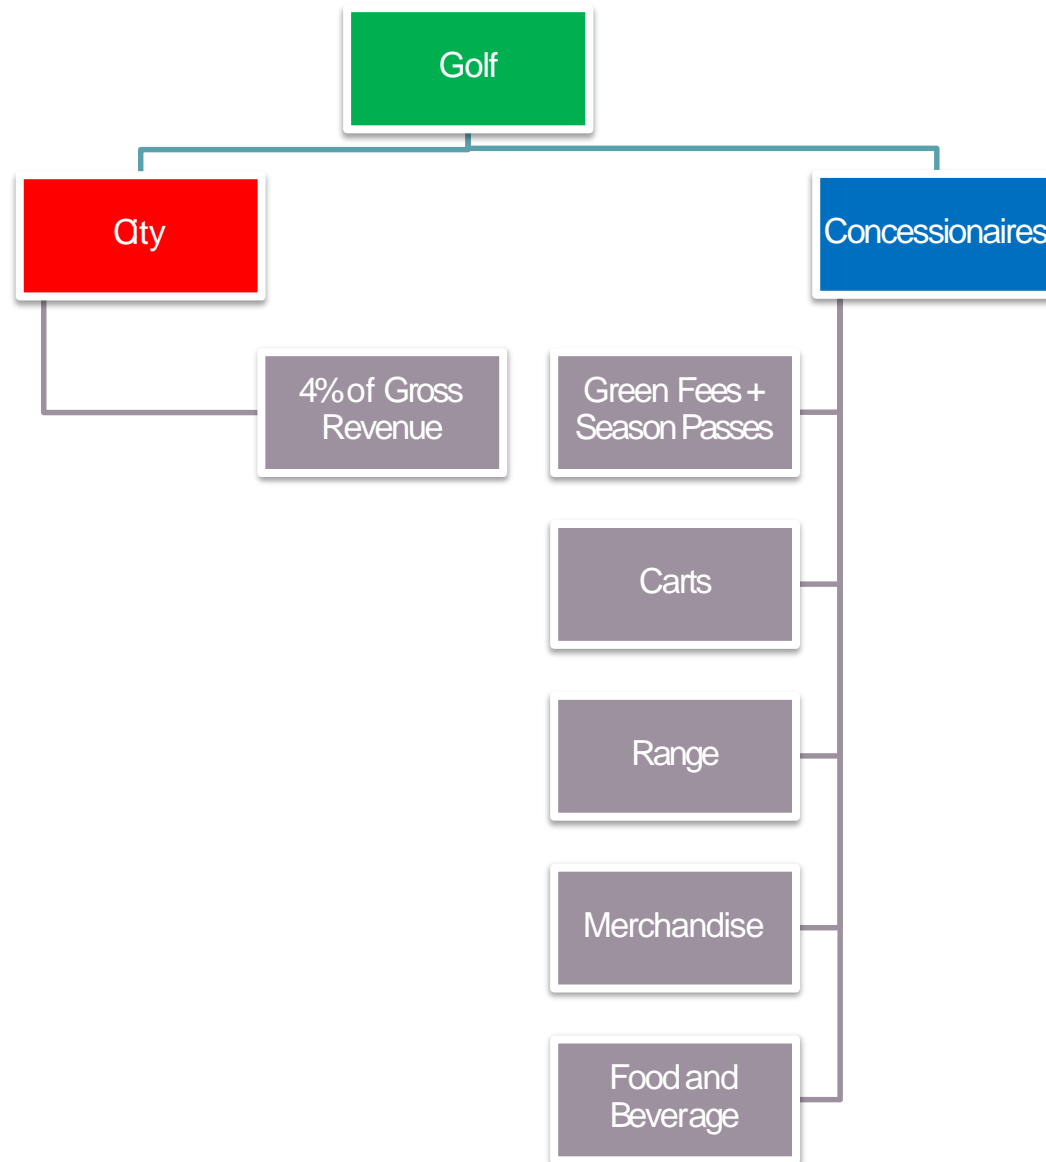 Golf
City
Concessionaires
4% of Gross
Revenue
Green Fees +
Season Passes
Carts
Range
Merchandise
Food and
Beverage